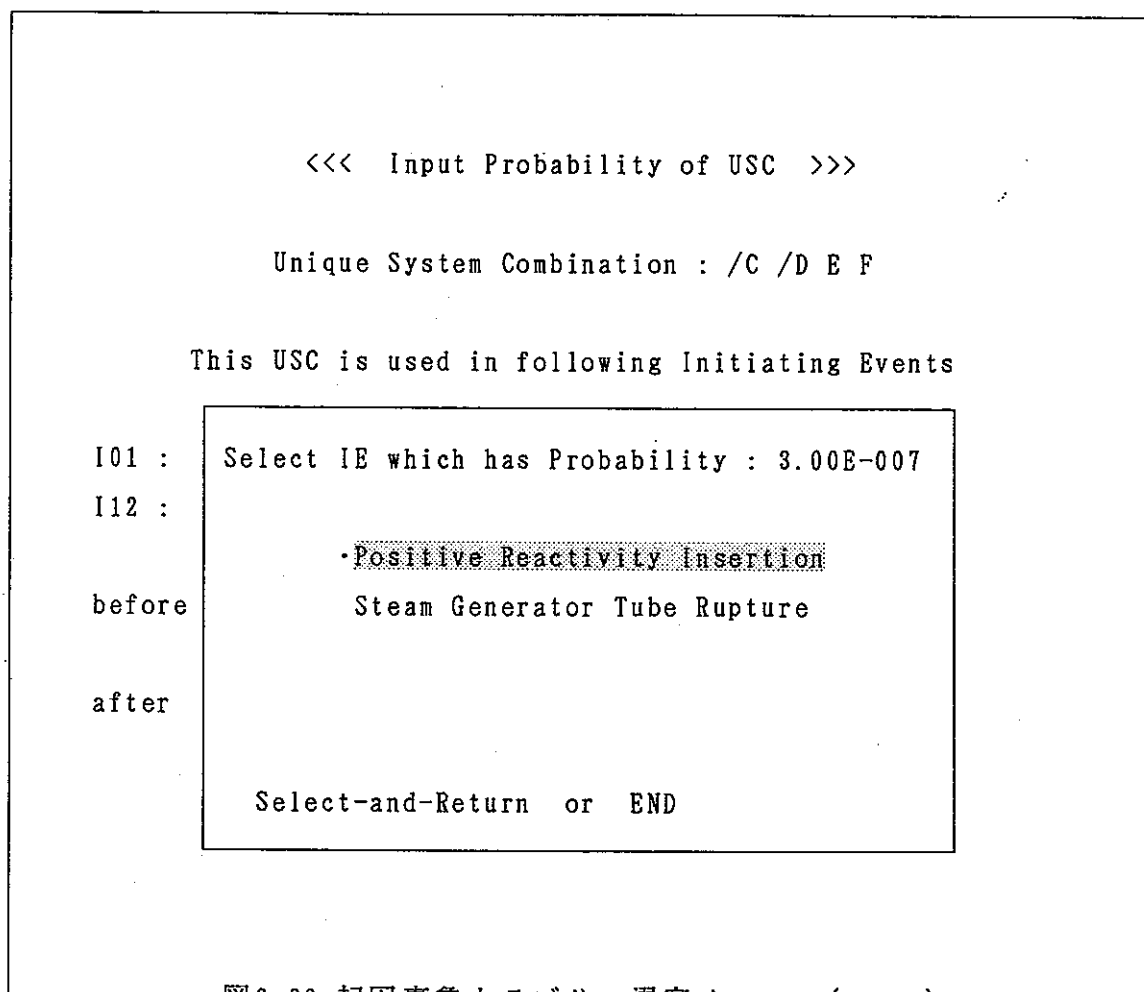 <<< Input Probability of USC >>>
Unique System Combination : /C /D E F
This USC is used in following Initiating Events
I01 :
I12 :
before
after
Select IE which has Probability : 3.00E-007
·Positive Reactivity Insertion
Steam Generator Tube Rupture
Select-and-Return or END